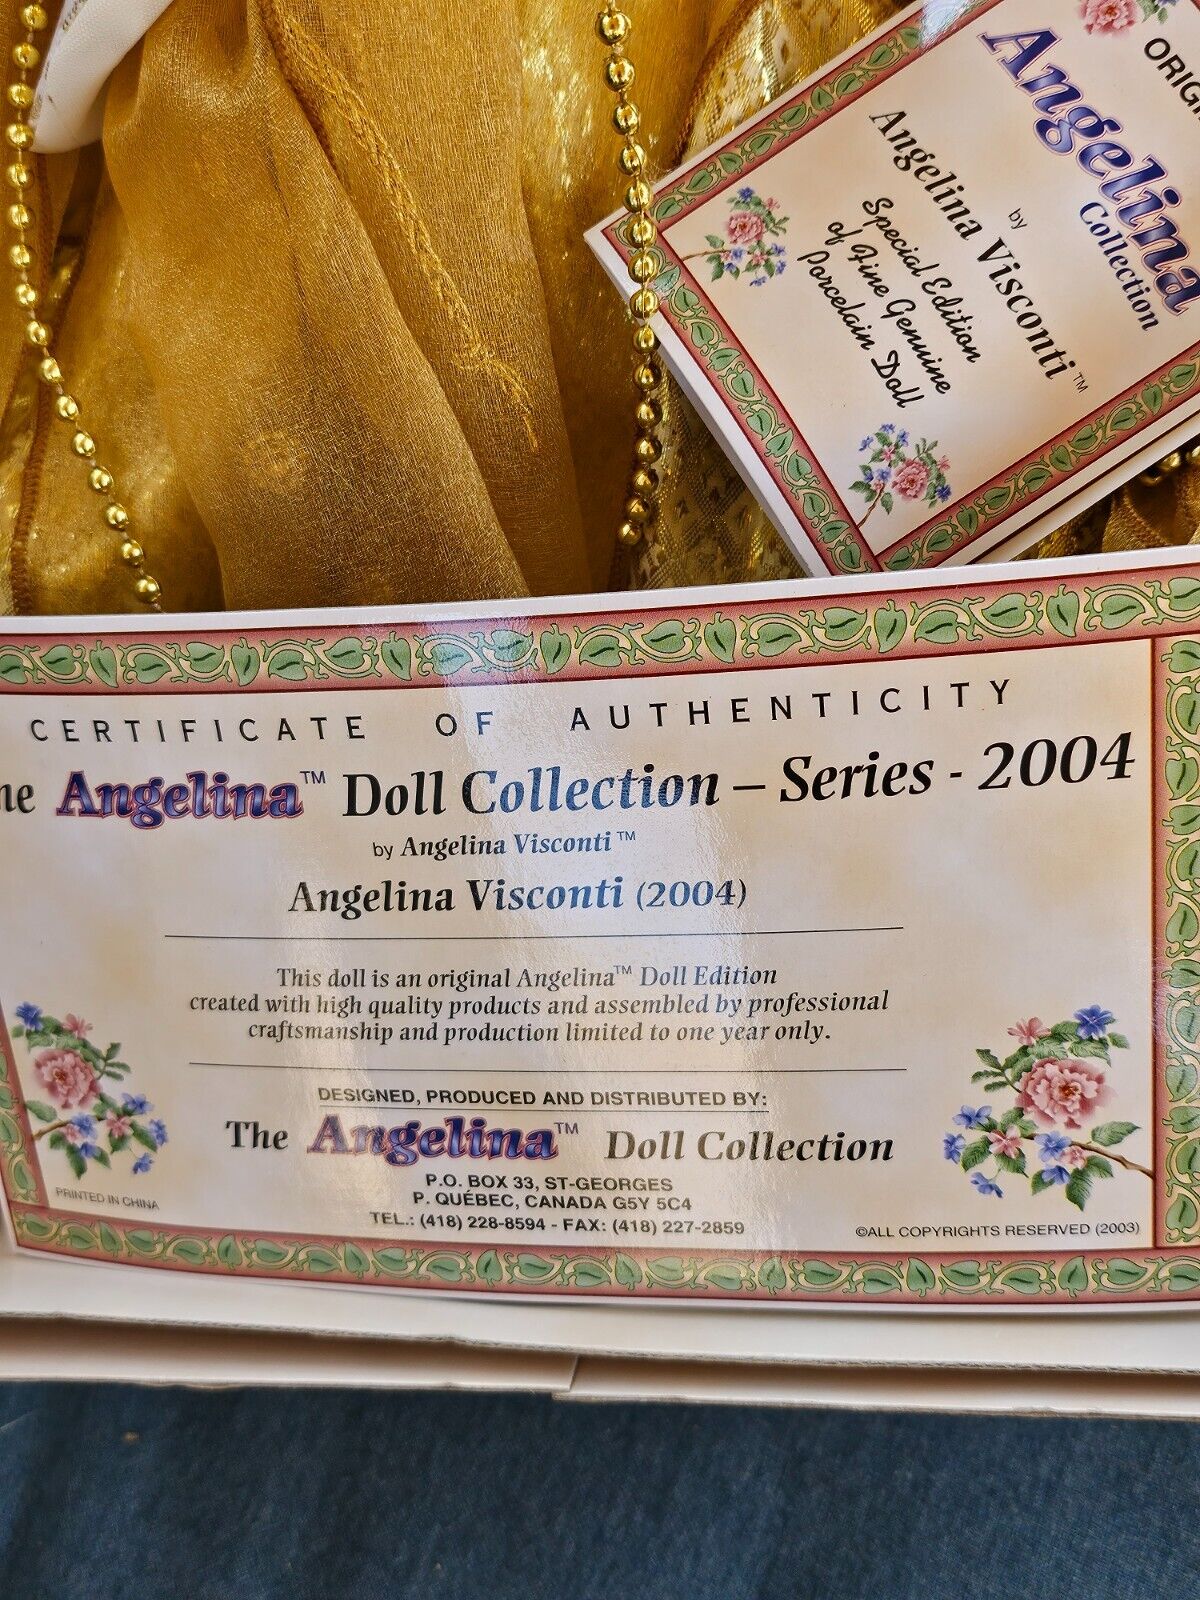 Angelina
Collection
by
Angelina Visconti™
Special Edition
of Fine Genuine
Porcelain Doll
CERTIFICATE OF AUTHENTICITY
Angelina™ Doll Collection – Series - 2004
by Angelina Visconti™
Angelina Visconti (2004)
This doll is an original Angelina™ Doll Edition
created with high quality products and assembled by professional
craftsmanship and production limited to one year only.
DESIGNED, PRODUCED AND DISTRIBUTED BY:
The Angelina™ Doll Collection
P.O. BOX 33, ST-GEORGES
P. QUÉBEC, CANADA G5Y 5C4
TEL.: (418) 228-8594 - FAX: (418) 227-2859
PRINTED IN CHINA
©ALL COPYRIGHTS RESERVED (2003)